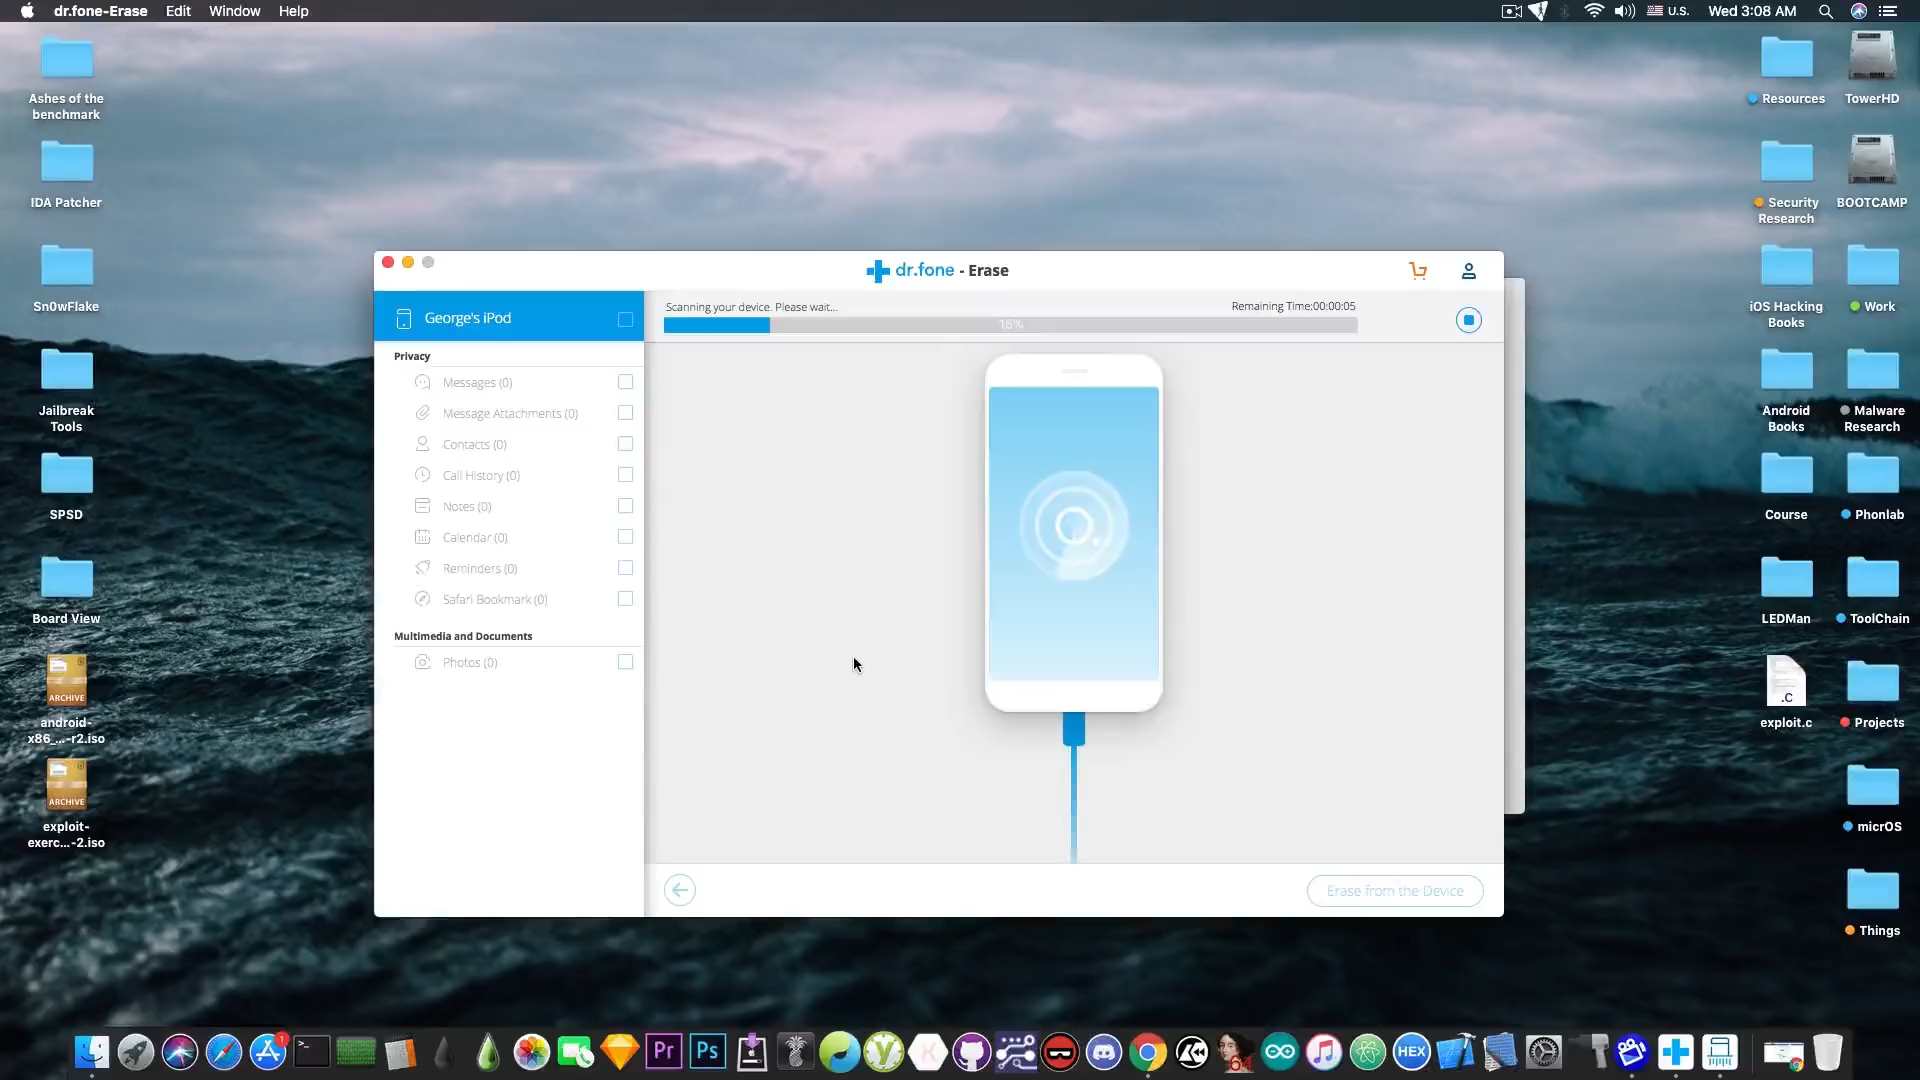 dr.fone-Erase Edit Window Help
U.S. Wed 3:08 AM
Ashes of the
benchmark
IDA Patcher
Sn0wFlake
Jailbreak
Tools
SPSD
Board View
ARCHIVE
android-
x86_...-r2.iso
ARCHIVE
exploit-
exerc...-2.iso
dr.fone - Erase
George's iPod
Scanning your device. Please wait...
Remaining Time:00:00:05
15%
Privacy
Messages (0)
Message Attachments (0)
Contacts (0)
Call History (0)
Notes (0)
Calendar (0)
Reminders (0)
Safari Bookmark (0)
Multimedia and Documents
Photos (0)
Erase from the Device
Resources
TowerHD
Security
Research
BOOTCAMP
iOS Hacking
Books
Work
Android
Books
Malware
Research
Course
Phonlab
LEDMan
ToolChain
.C
exploit.c
Projects
micrOS
Things
1
>_
Pr
Ps
64
HEX